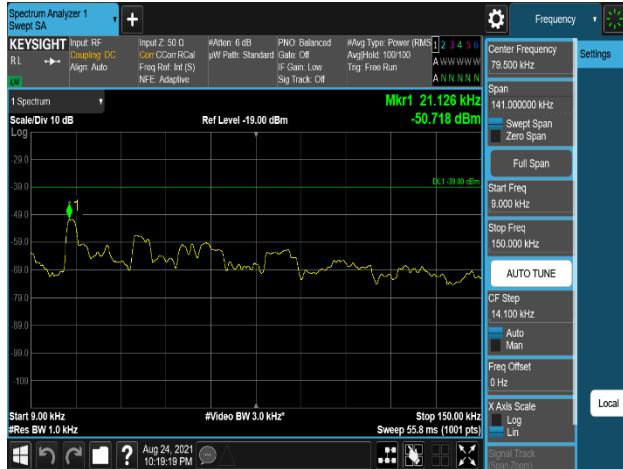 Spectrum Analyzer 1
Swept SA
+
Frequency
KEYSIGHT
Input: RF
Input Z: 50 Ω
#Atten: 6 dB
PNO: Balanced
#Avg Type: Power (RMS
1 2 3 4 5 6
R L
Coupling: DC
Corr CCorr RCal
µW Path: Standard
Gate: Off
Avg|Hold: 100/100
A W W W W W
Align: Auto
Freq Ref: Int (S)
IF Gain: Low
Trig: Free Run
NFE: Adaptive
Sig Track: Off
A N N N N N
LXI
1 Spectrum
Mkr1 21.126 kHz
Scale/Div 10 dB
Ref Level -19.00 dBm
-50.718 dBm
Log
-29.0
-39.0
DL1 -39.00 dBm
-49.0
1
-59.0
-69.0
-79.0
-89.0
-99.0
-109
Start 9.00 kHz
#Video BW 3.0 kHz*
Stop 150.00 kHz
#Res BW 1.0 kHz
Sweep 55.8 ms (1001 pts)
?
Aug 24, 2021
10:19:19 PM
Center Frequency
79.500 kHz
Settings
Span
141.000000 kHz
Swept Span
Zero Span
Full Span
Start Freq
9.000 kHz
Stop Freq
150.000 kHz
AUTO TUNE
CF Step
14.100 kHz
Auto
Man
Freq Offset
0 Hz
X Axis Scale
Log
Lin
Local
Signal Track
(Span Zoom)